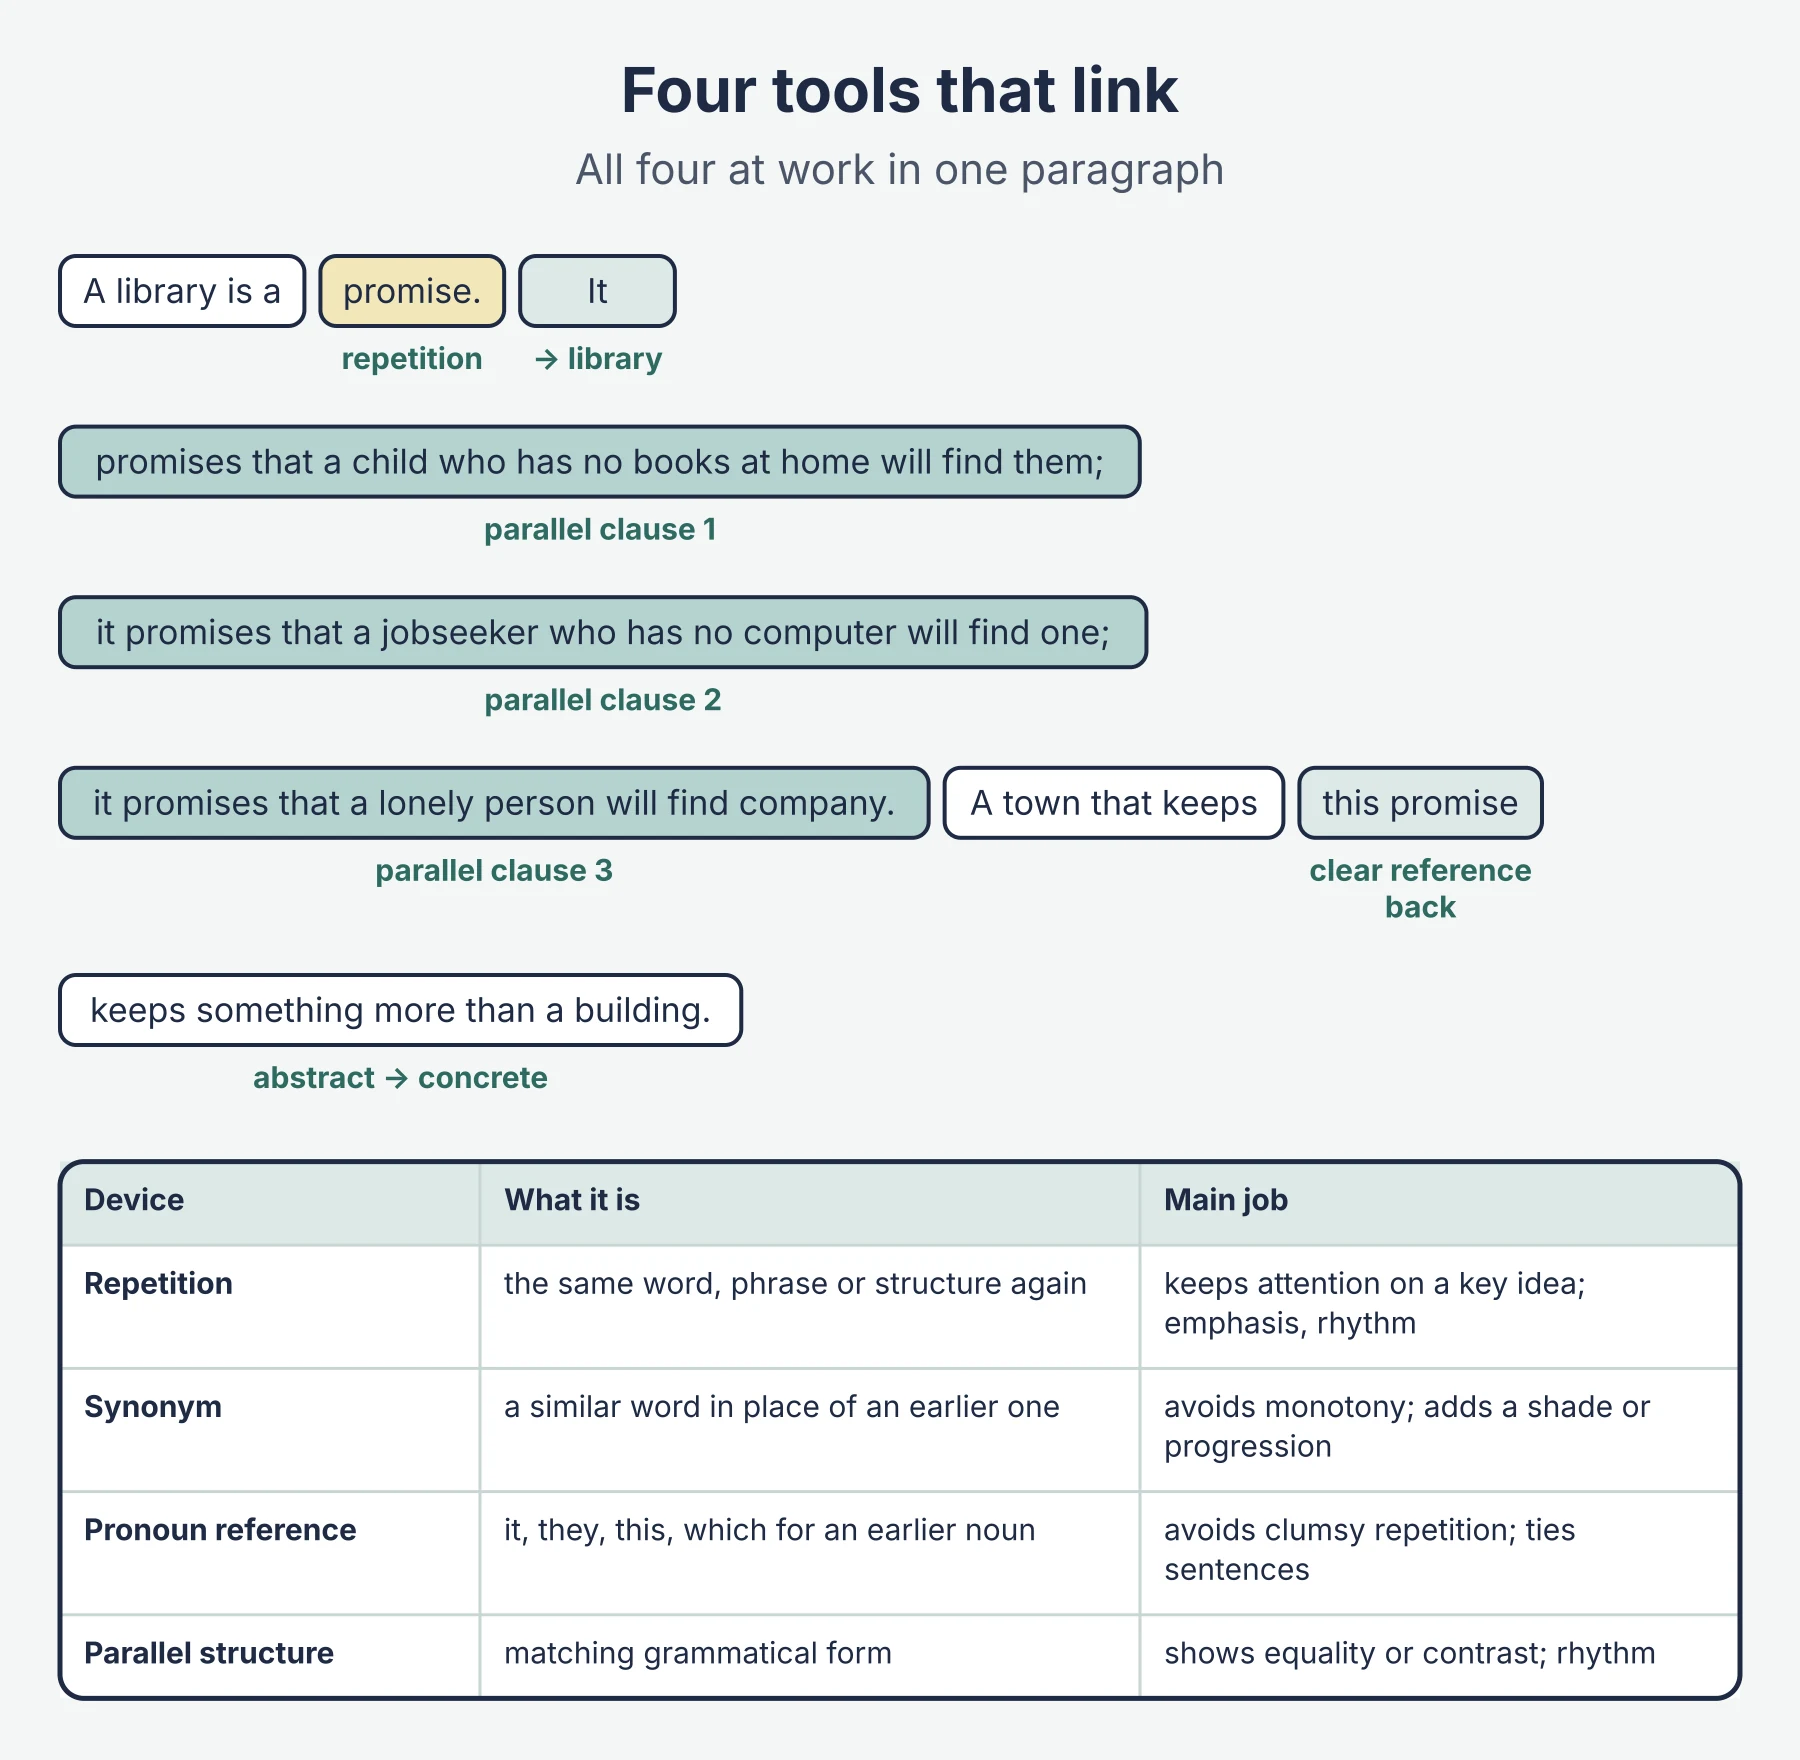 Four tools that link
All four at work in one paragraph
A library is a promise. It
repetition → library
promises that a child who has no books at home will find them;
parallel clause 1
it promises that a jobseeker who has no computer will find one;
parallel clause 2
it promises that a lonely person will find company. A town that keeps this promise
parallel clause 3 clear reference
back
keeps something more than a building.
abstract → concrete
Device What it is Main job
Repetition the same word, phrase or structure again keeps attention on a key idea;
emphasis, rhythm
Synonym a similar word in place of an earlier one avoids monotony; adds a shade or
progression
Pronoun reference it, they, this, which for an earlier noun avoids clumsy repetition; ties
sentences
Parallel structure matching grammatical form shows equality or contrast; rhythm